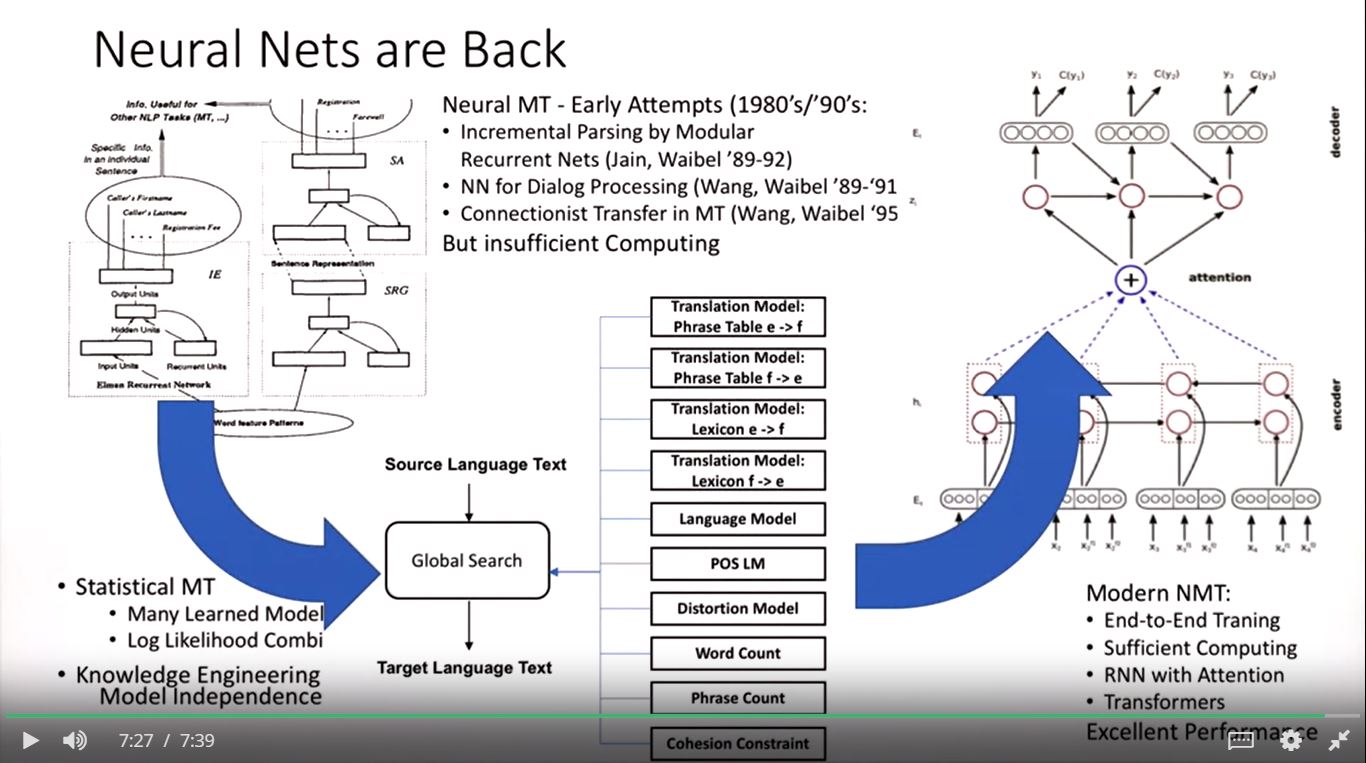 Neural Nets are Back
Info. Useful for
Other NLP Tasks (MT, ...)
Specific Info.
in an Individual
Sentence
Caller's Firstname
Caller's Lastname
. . .
Registration Fee
IE
Output Units
Hidden Units
Input Units
Recurrent Units
Elman Recurrent Network
Registration
Farewell
. . .
SA
Sentence Representation
SRG
Word feature Patterns
Neural MT - Early Attempts (1980's/'90's:
• Incremental Parsing by Modular
Recurrent Nets (Jain, Waibel '89-92)
• NN for Dialog Processing (Wang, Waibel '89-'91
• Connectionist Transfer in MT (Wang, Waibel '95
But insufficient Computing
Source Language Text
Global Search
Target Language Text
Translation Model:
Phrase Table e -> f
Translation Model:
Phrase Table f -> e
Translation Model:
Lexicon e -> f
Translation Model:
Lexicon f -> e
Language Model
POS LM
Distortion Model
Word Count
Phrase Count
Cohesion Constraint
• Statistical MT
• Many Learned Model
• Log Likelihood Combi
• Knowledge Engineering
Model Independence
y₁ C(y₁) y₂ C(y₂) y₃ C(y₃)
decoder
+
attention
encoder
Modern NMT:
• End-to-End Traning
• Sufficient Computing
• RNN with Attention
• Transformers
Excellent Performance
7:27 / 7:39